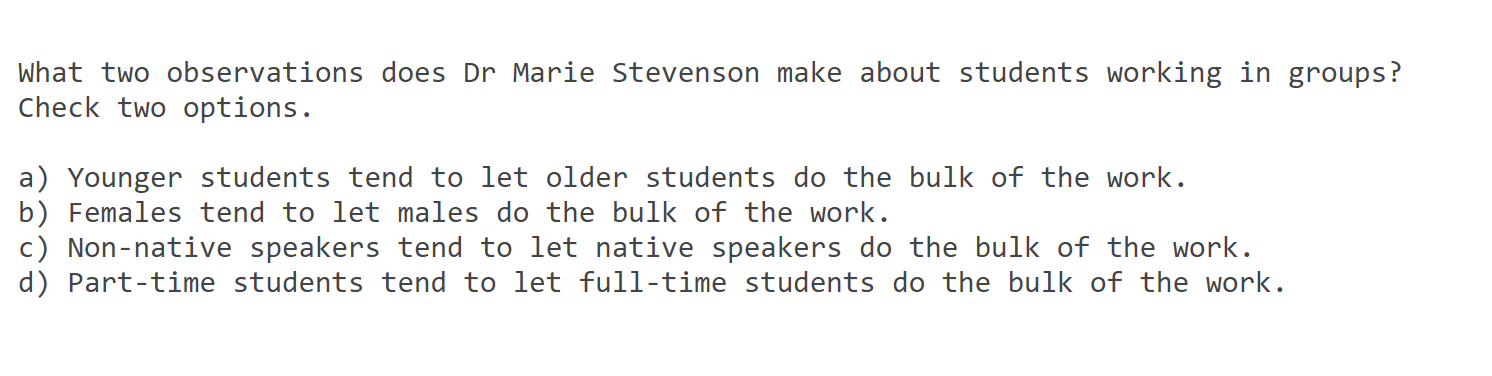 What two observations does Dr Marie Stevenson make about students working in groups?
Check two options.
a) Younger students tend to let older students do the bulk of the work.
b) Females tend to let males do the bulk of the work.
c) Non-native speakers tend to let native speakers do the bulk of the work.
d) Part-time students tend to let full-time students do the bulk of the work.